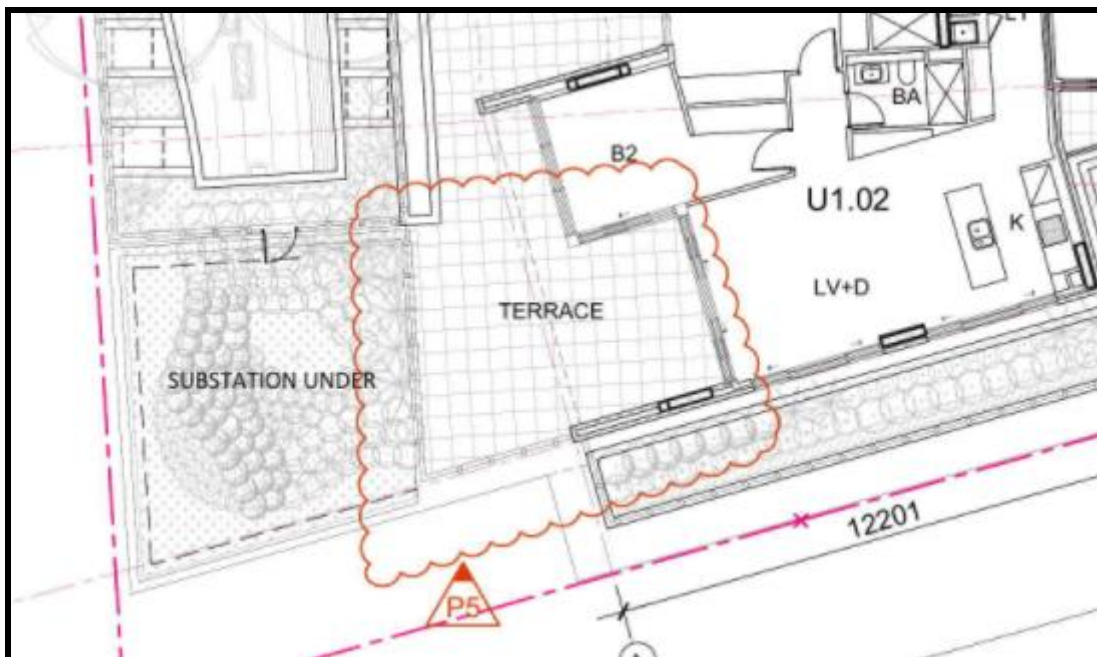 BA
B2
U1.02
K
LV+D
TERRACE
SUBSTATION UNDER
12201
P5